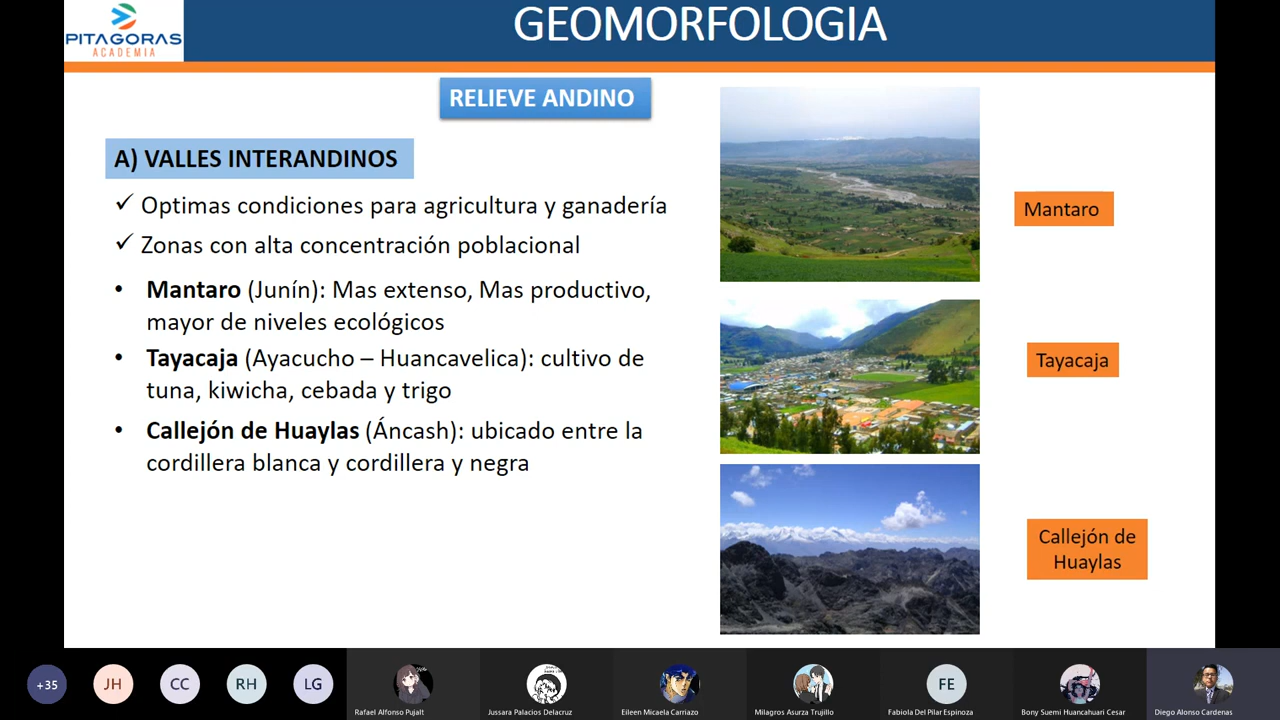 PITAGORAS
ACADEMIA
GEOMORFOLOGIA
RELIEVE ANDINO
A) VALLES INTERANDINOS
✓ Optimas condiciones para agricultura y ganadería
✓ Zonas con alta concentración poblacional
• Mantaro (Junín): Mas extenso, Mas productivo,
mayor de niveles ecológicos
• Tayacaja (Ayacucho – Huancavelica): cultivo de
tuna, kiwicha, cebada y trigo
• Callejón de Huaylas (Áncash): ubicado entre la
cordillera blanca y cordillera y negra
Mantaro
Tayacaja
Callejón de
Huaylas
+35
JH
CC
RH
LG
FE
Rafael Alfonso Pujalt
Jussara Palacios Delacruz
Eileen Micaela Carriazo
Milagros Asurza Trujillo
Fabiola Del Pilar Espinoza
Bony Suemi Huancahuari Cesar
Diego Alonso Cardenas